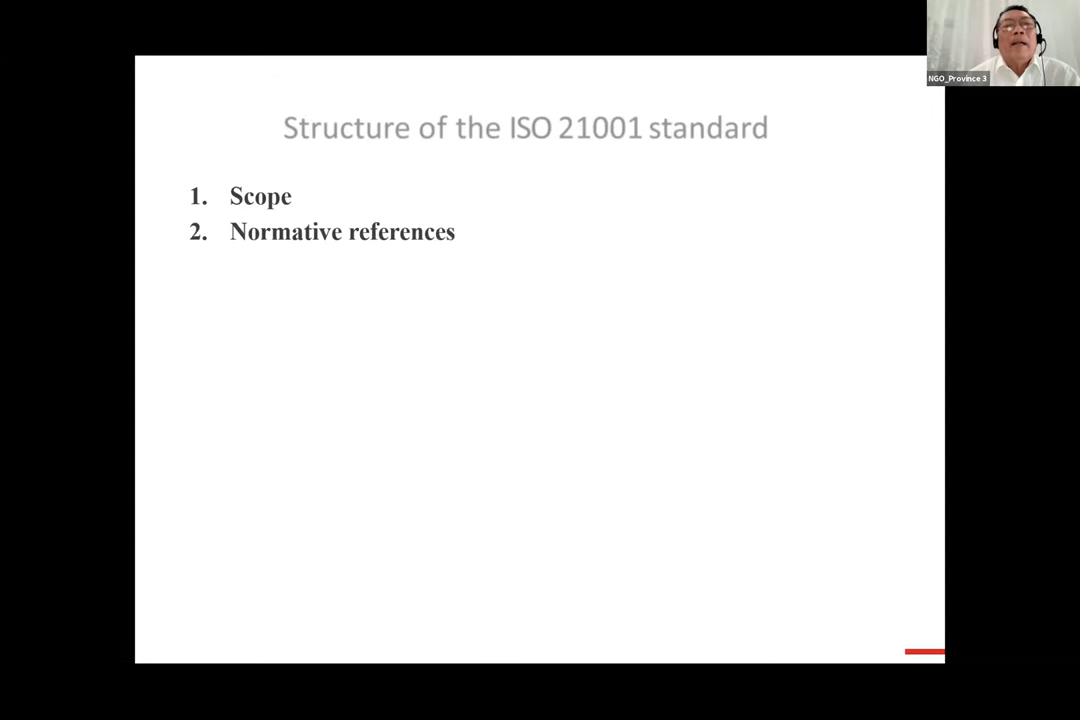 NGO_Province 3
Structure of the ISO 21001 standard
1. Scope
2. Normative references